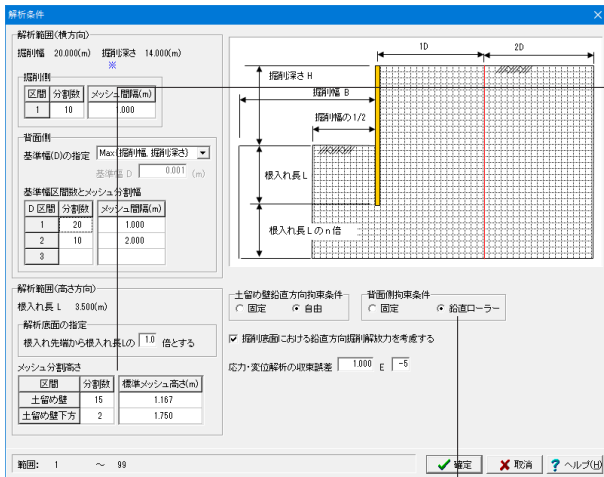 解析条件
解析範囲(横方向)
掘削幅 20.000(m) 掘削深さ 14.000(m)
※
掘削側
区間 分割数 メッシュ間隔(m)
1 10 1.000
背面側
基準幅(D)の指定 Max(掘削幅, 掘削深さ)
基準幅 D 0.001 (m)
基準幅区間数とメッシュ分割幅
D 区間 分割数 メッシュ間隔(m)
1 20 1.000
2 10 2.000
3
1D 2D
掘削深さ H
掘削幅 B
掘削幅の1/2
根入れ長 L
根入れ長 L の n 倍
解析範囲(高さ方向)
根入れ長 L 3.500(m)
解析底面の指定
根入れ先端から根入れ長Lの 1.0 倍とする
メッシュ分割高さ
区間 分割数 標準メッシュ高さ(m)
土留め壁 15 1.167
土留め壁下方 2 1.750
土留め壁鉛直方向拘束条件
固定 自由
背面側拘束条件
固定 鉛直ローラー
掘削底面における鉛直方向掘削解放力を考慮する
応力・変位解析の収束誤差 1.000 E -5
範囲: 1 ~ 99
確定 取消 ヘルプ(H)